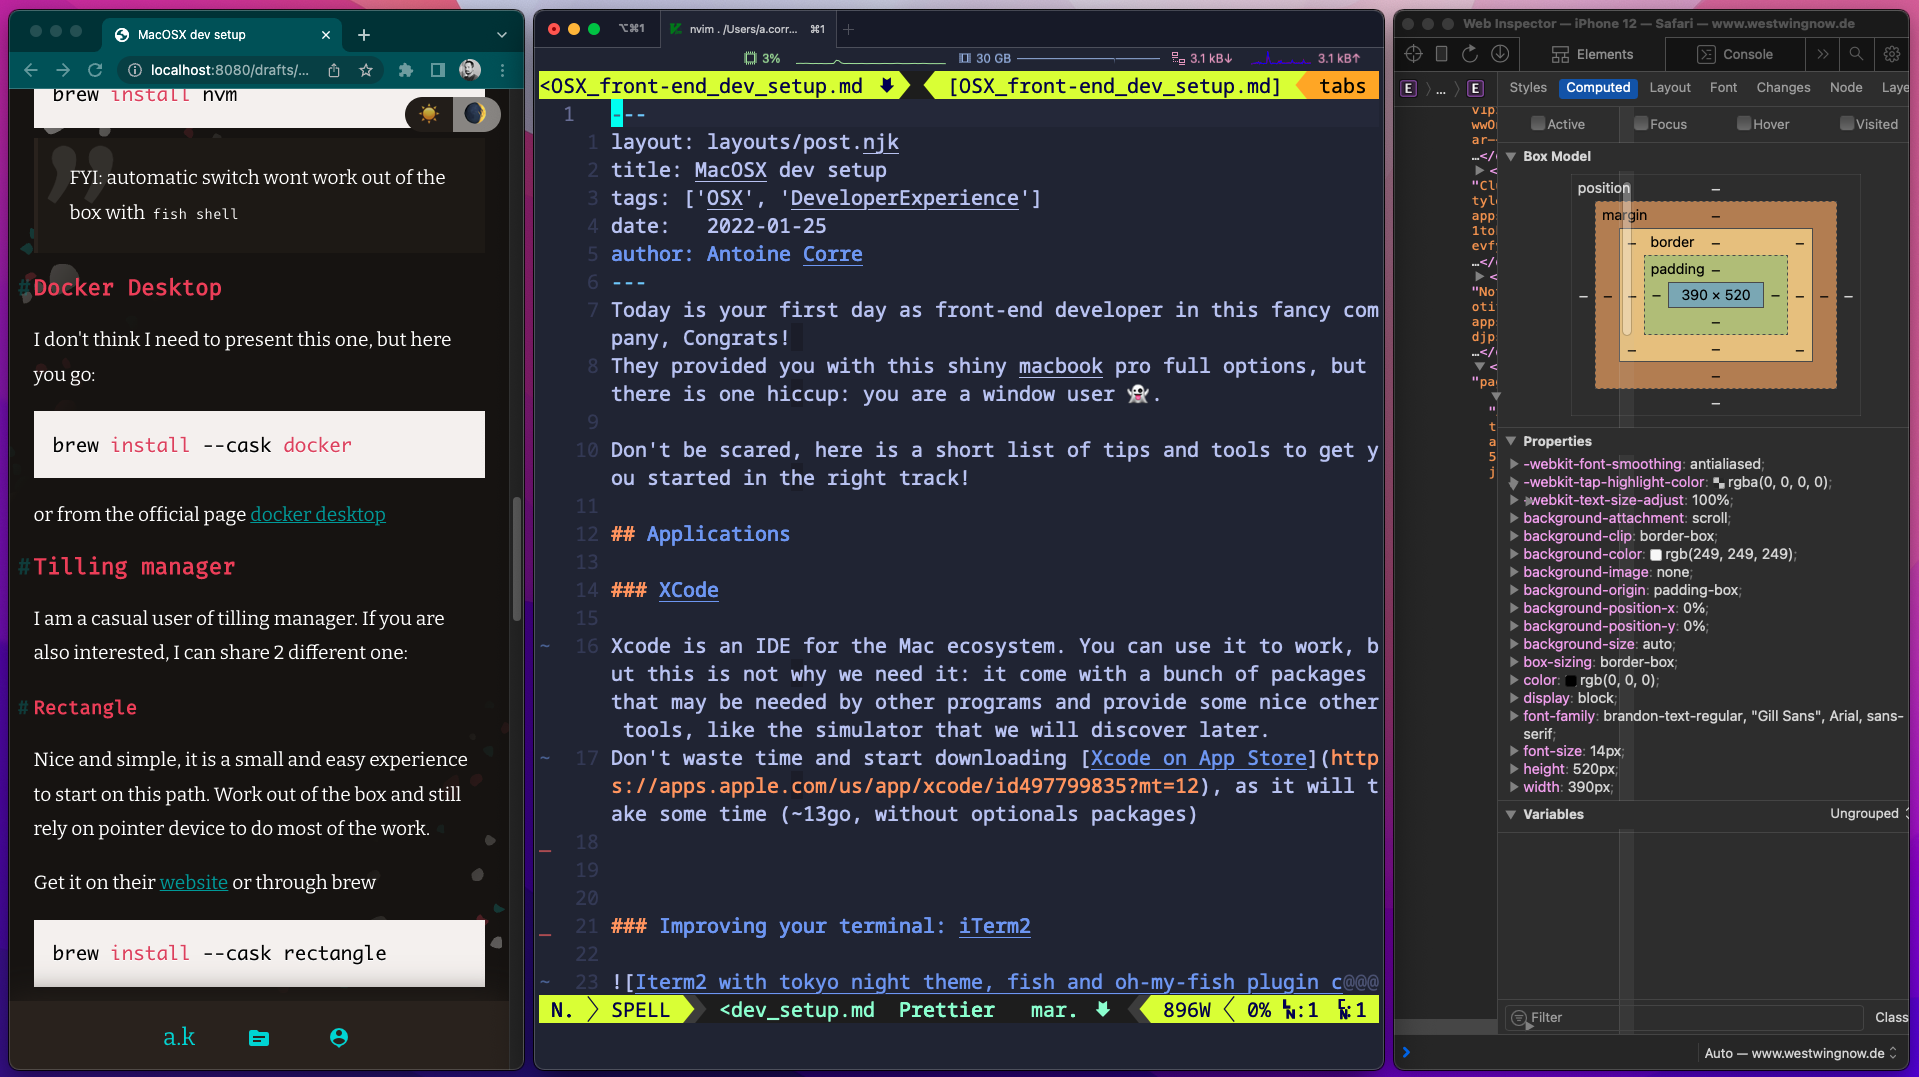 MacOSX dev setup
localhost:8080/drafts/...
brew install nvm
FYI: automatic switch wont work out of the
box with fish shell
#Docker Desktop
I don't think I need to present this one, but here
you go:
brew install --cask docker
or from the official page docker desktop
#Tilling manager
I am a casual user of tilling manager. If you are
also interested, I can share 2 different one:
#Rectangle
Nice and simple, it is a small and easy experience
to start on this path. Work out of the box and still
rely on pointer device to do most of the work.
Get it on their website or through brew
brew install --cask rectangle
a.k
⌥⌘1 nvim . /Users/a.corr... ⌘1
3% 30 GB 3.1 kB↓ 3.1 kB↑
<OSX_front-end_dev_setup.md [OSX_front-end_dev_setup.md] tabs
1 ---
1 layout: layouts/post.njk
2 title: MacOSX dev setup
3 tags: ['OSX', 'DeveloperExperience']
4 date: 2022-01-25
5 author: Antoine Corre
6 ---
7 Today is your first day as front-end developer in this fancy com
pany, Congrats!
8 They provided you with this shiny macbook pro full options, but
there is one hiccup: you are a window user 👻.
9
10 Don't be scared, here is a short list of tips and tools to get y
ou started in the right track!
11
12 ## Applications
13
14 ### XCode
15
~ 16 Xcode is an IDE for the Mac ecosystem. You can use it to work, b
ut this is not why we need it: it come with a bunch of packages
that may be needed by other programs and provide some nice other
tools, like the simulator that we will discover later.
~ 17 Don't waste time and start downloading [Xcode on App Store](http
s://apps.apple.com/us/app/xcode/id497799835?mt=12), as it will t
ake some time (~13go, without optionals packages)
_ 18
19
20
_ 21 ### Improving your terminal: iTerm2
22
~ 23 ![Iterm2 with tokyo night theme, fish and oh-my-fish plugin c@@@
N. SPELL <dev_setup.md Prettier mar. 896W 0% :1 :1
Web Inspector — iPhone 12 — Safari — www.westwingnow.de
Elements Console
E ... E
Styles Computed Layout Font Changes Node Laye
Active Focus Hover Visited
Box Model
position –
margin –
border –
padding –
390 × 520
Properties
-webkit-font-smoothing: antialiased;
-webkit-tap-highlight-color: rgba(0, 0, 0, 0);
-webkit-text-size-adjust: 100%;
background-attachment: scroll;
background-clip: border-box;
background-color: rgb(249, 249, 249);
background-image: none;
background-origin: padding-box;
background-position-x: 0%;
background-position-y: 0%;
background-size: auto;
box-sizing: border-box;
color: rgb(0, 0, 0);
display: block;
font-family: brandon-text-regular, "Gill Sans", Arial, sans-
serif;
font-size: 14px;
height: 520px;
width: 390px;
Variables Ungrouped
Filter Class
Auto — www.westwingnow.de